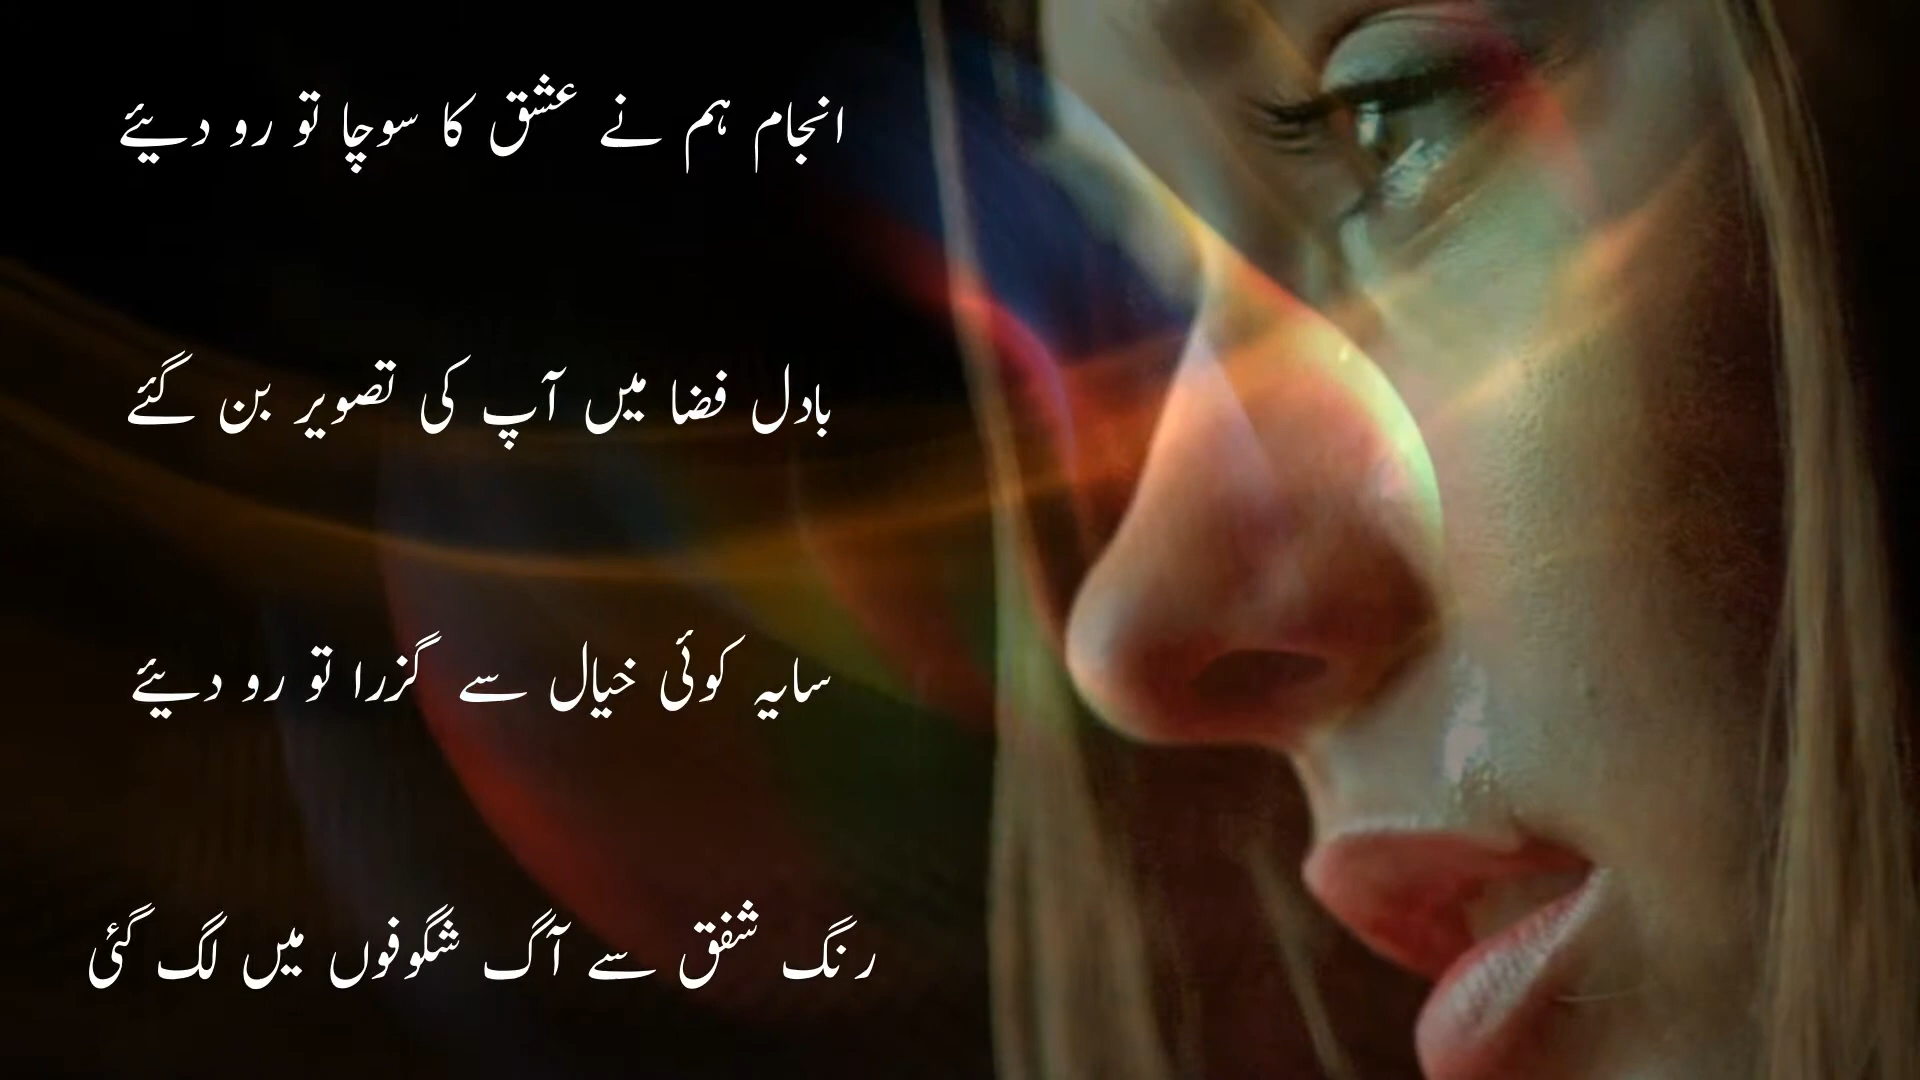 انجام ہم نے عشق کا سوچا تو رو دیئے
بادل فضا میں آپ کی تصویر بن گئے
سایہ کوئی خیال سے گزرا تو رو دیئے
رنگ شفق سے آگ شگوفوں میں لگ گئی